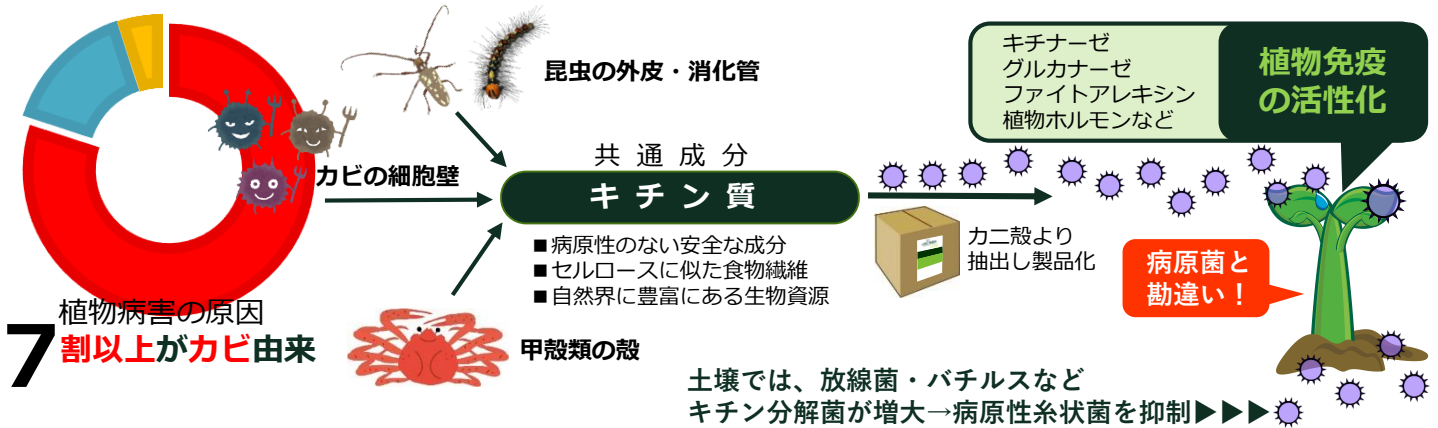 植物病害の原因
7割以上がカビ由来
カビの細胞壁
昆虫の外皮・消化管
甲殻類の殻
共通成分
キチン質
■病原性のない安全な成分
■セルロースに似た食物繊維
■自然界に豊富にある生物資源
カニ殻より
抽出し製品化
キチナーゼ
グルカナーゼ
ファイトアレキシン
植物ホルモンなど
植物免疫
の活性化
病原菌と
勘違い！
土壌では、放線菌・バチルスなど
キチン分解菌が増大→病原性糸状菌を抑制▶▶▶